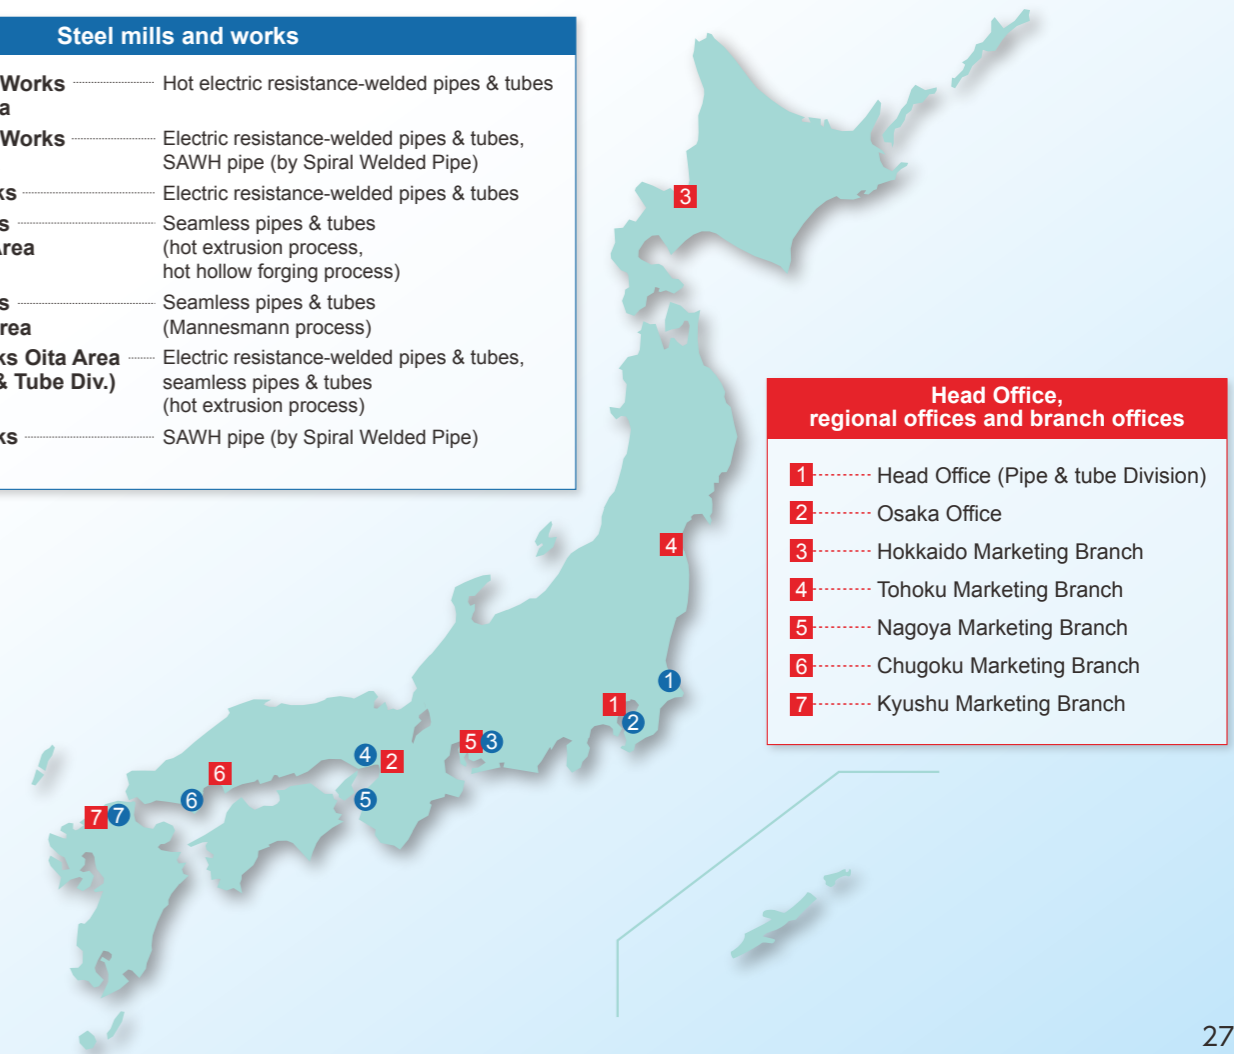 Steel mills and works
Works Hot electric resistance-welded pipes & tubes
a
Works Electric resistance-welded pipes & tubes,
SAWH pipe (by Spiral Welded Pipe)
ks Electric resistance-welded pipes & tubes
s Seamless pipes & tubes
Area (hot extrusion process,
hot hollow forging process)
s Seamless pipes & tubes
rea (Mannesmann process)
ks Oita Area Electric resistance-welded pipes & tubes,
& Tube Div.) seamless pipes & tubes
(hot extrusion process)
ks SAWH pipe (by Spiral Welded Pipe)
3
Head Office,
regional offices and branch offices
1 Head Office (Pipe & tube Division)
2 Osaka Office
3 Hokkaido Marketing Branch
4 Tohoku Marketing Branch
5 Nagoya Marketing Branch
6 Chugoku Marketing Branch
7 Kyushu Marketing Branch
4
1
1
2
5 3
4 2
6
6
5
7 7
27